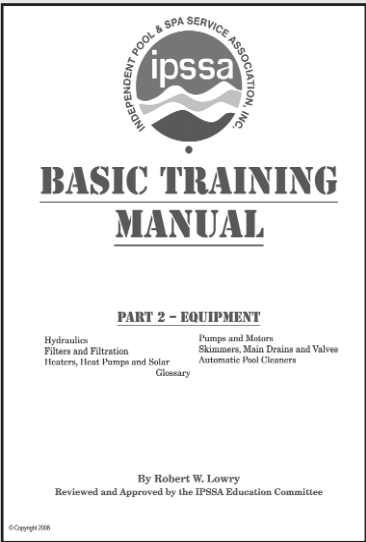 INDEPENDENT POOL & SPA SERVICE ASSOCIATION, INC.
ipssa
BASIC TRAINING
MANUAL
PART 2 – EQUIPMENT
Hydraulics
Filters and Filtration
Heaters, Heat Pumps and Solar
Pumps and Motors
Skimmers, Main Drains and Valves
Automatic Pool Cleaners
Glossary
By Robert W. Lowry
Reviewed and Approved by the IPSSA Education Committee
© Copyright 2008